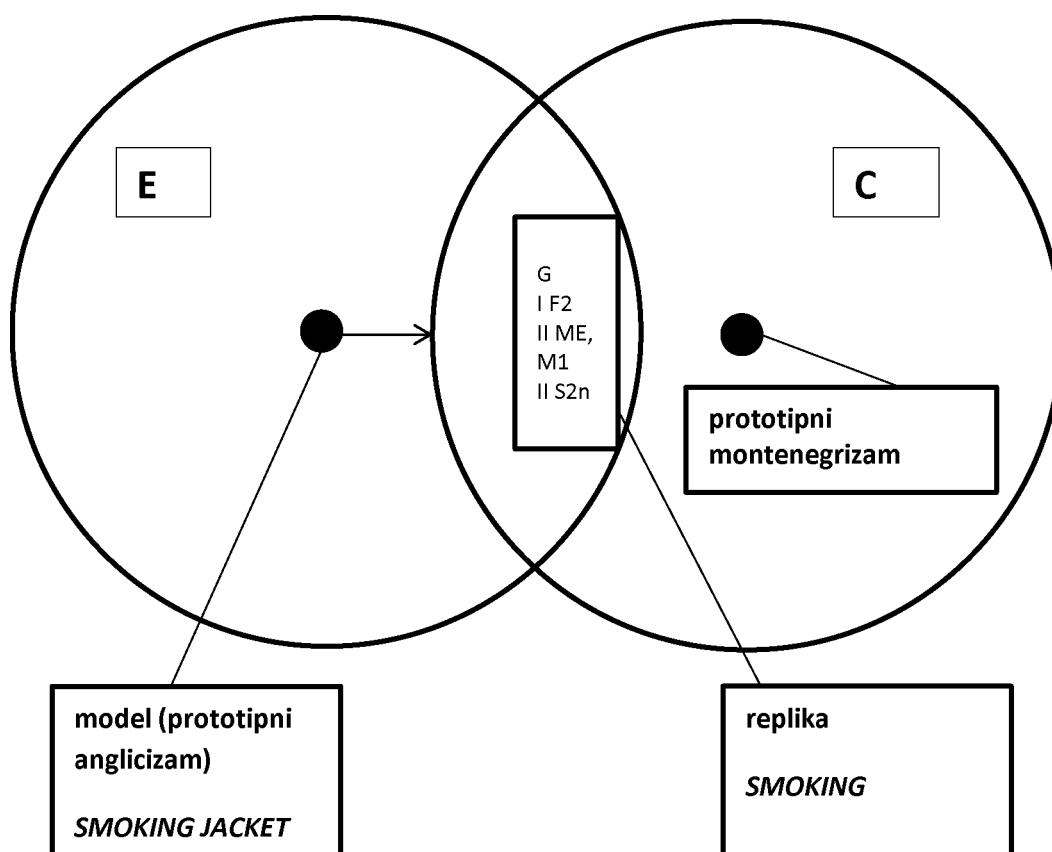 E
C
G
I F2
II ME,
M1
II S2n
prototipni
montenegrizam
model (prototipni
anglicizam)
SMOKING JACKET
replika
SMOKING